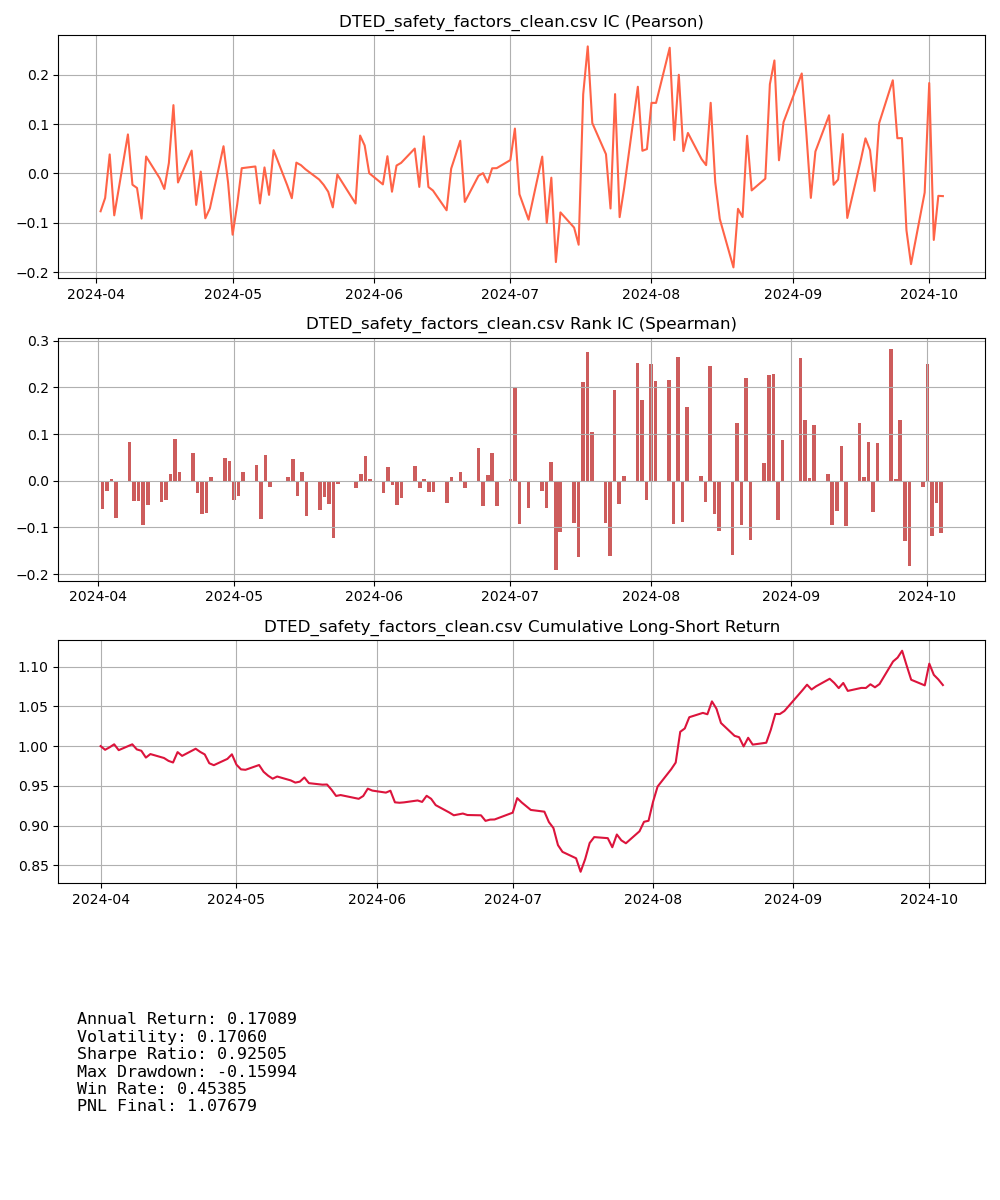 DTED_safety_factors_clean.csv IC (Pearson)
0.2
0.1
0.0
−0.1
−0.2
2024-04 2024-05 2024-06 2024-07 2024-08 2024-09 2024-10
DTED_safety_factors_clean.csv Rank IC (Spearman)
0.3
0.2
0.1
0.0
−0.1
−0.2
2024-04 2024-05 2024-06 2024-07 2024-08 2024-09 2024-10
DTED_safety_factors_clean.csv Cumulative Long-Short Return
1.10
1.05
1.00
0.95
0.90
0.85
2024-04 2024-05 2024-06 2024-07 2024-08 2024-09 2024-10
Annual Return: 0.17089
Volatility: 0.17060
Sharpe Ratio: 0.92505
Max Drawdown: -0.15994
Win Rate: 0.45385
PNL Final: 1.07679